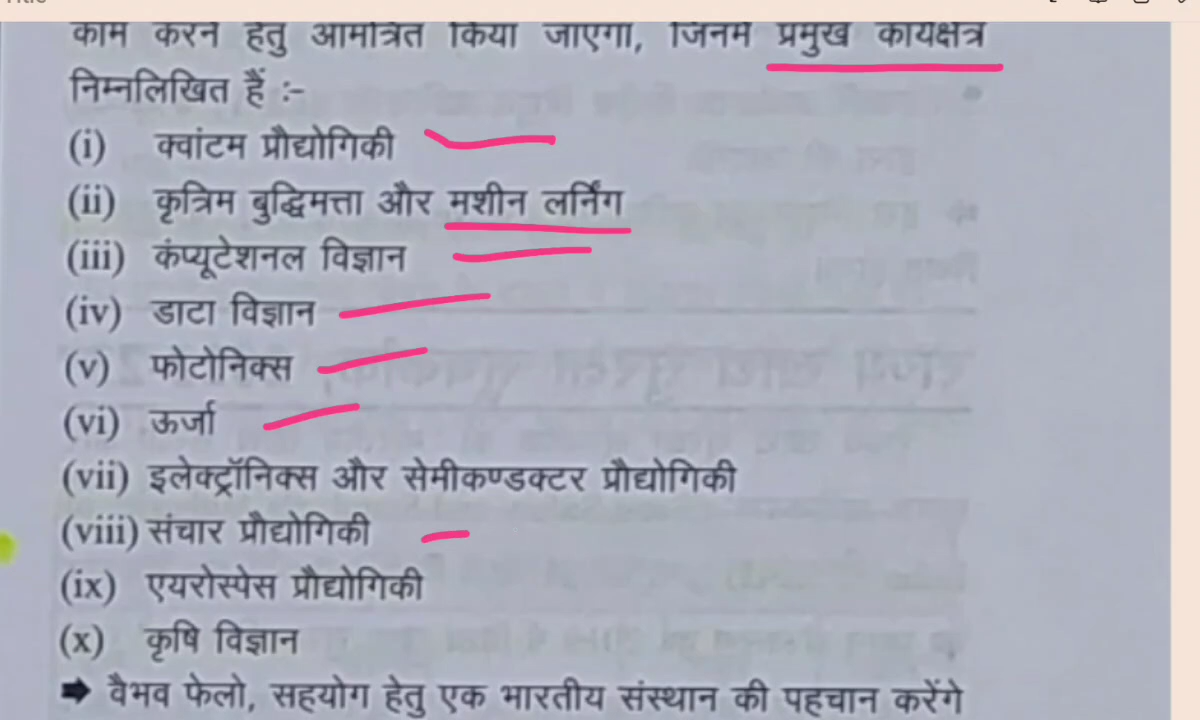 काम करने हेतु आमंत्रित किया जाएगा, जिनमें प्रमुख कार्यक्षेत्र
निम्नलिखित हैं :-
(i) क्वांटम प्रौद्योगिकी
(ii) कृत्रिम बुद्धिमत्ता और मशीन लर्निंग
(iii) कंप्यूटेशनल विज्ञान
(iv) डाटा विज्ञान
(v) फोटोनिक्स
(vi) ऊर्जा
(vii) इलेक्ट्रॉनिक्स और सेमीकण्डक्टर प्रौद्योगिकी
(viii) संचार प्रौद्योगिकी
(ix) एयरोस्पेस प्रौद्योगिकी
(x) कृषि विज्ञान
➡ वैभव फेलो, सहयोग हेतु एक भारतीय संस्थान की पहचान करेंगे